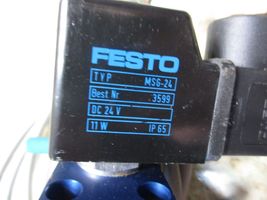 FESTO
TYP MSG-24
Best Nr 3599
DC 24 V
11 W IP 65